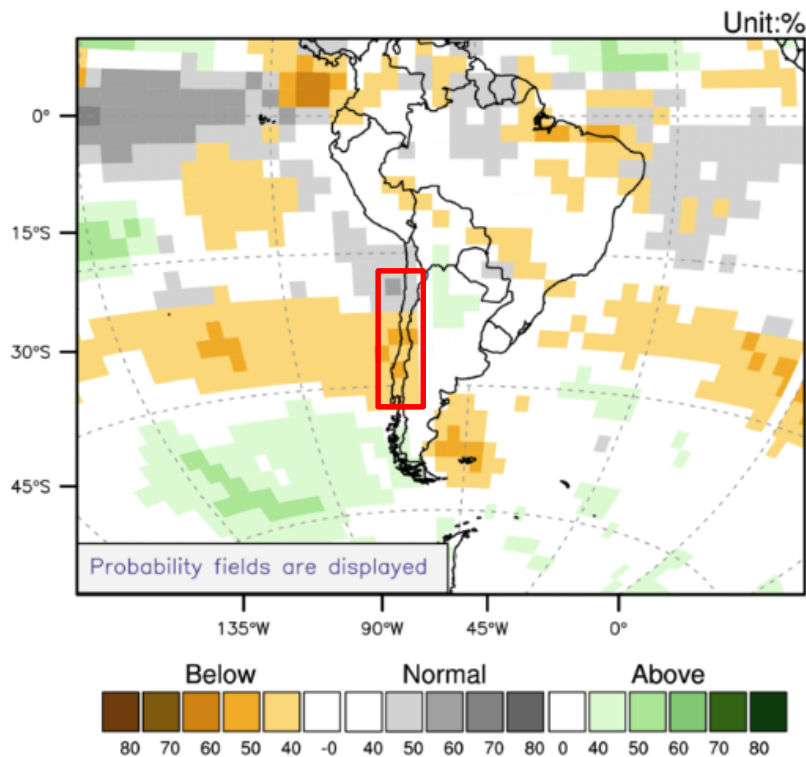 Unit:%
0°
15°S
30°S
45°S
Probability fields are displayed
135°W 90°W 45°W 0°
Below Normal Above
80 70 60 50 40 -0 40 50 60 70 80 0 40 50 60 70 80